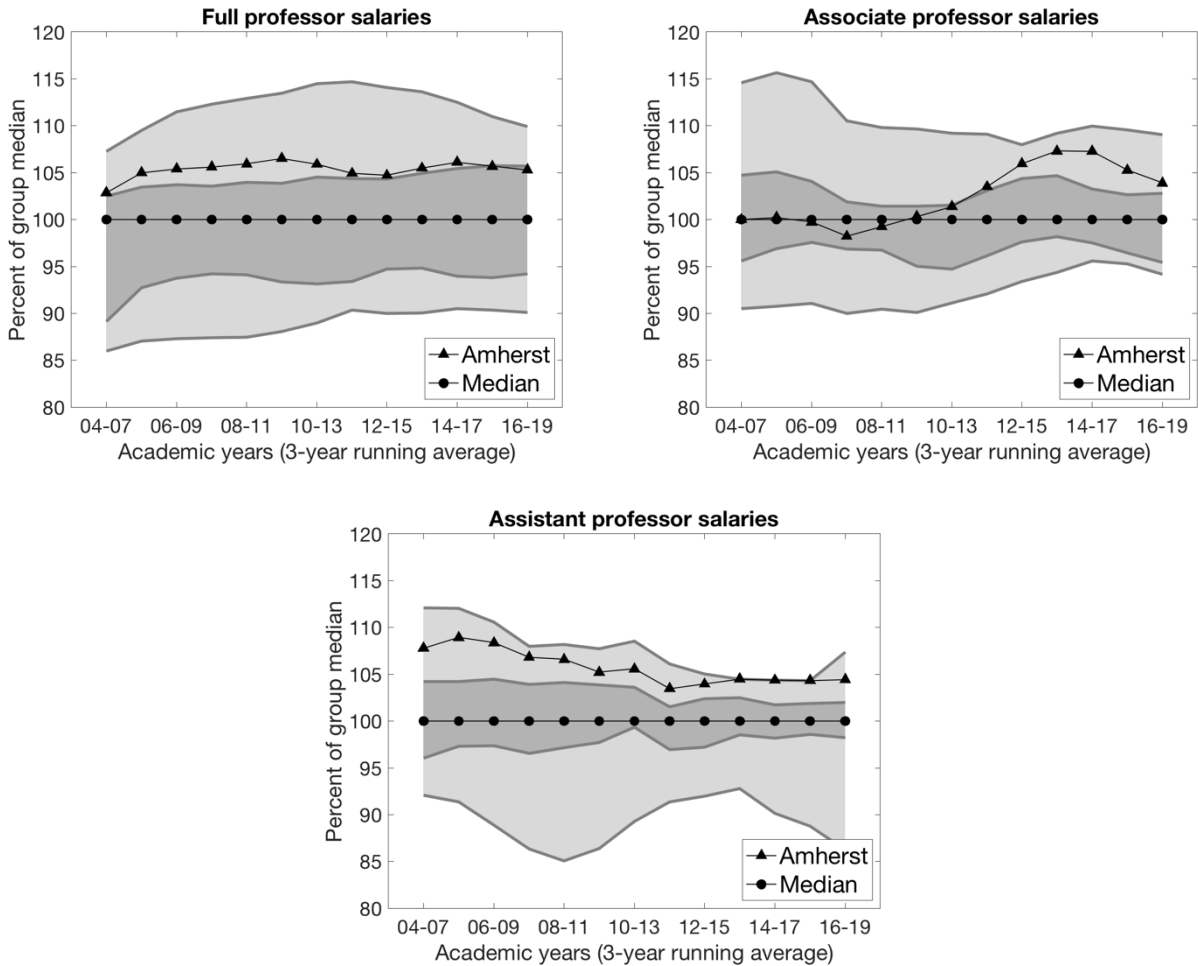 Full professor salaries
120
115
110
105
100
95
90
85
80
Percent of group median
Amherst
Median
04-07 06-09 08-11 10-13 12-15 14-17 16-19
Academic years (3-year running average)
Associate professor salaries
120
115
110
105
100
95
90
85
80
Percent of group median
Amherst
Median
04-07 06-09 08-11 10-13 12-15 14-17 16-19
Academic years (3-year running average)
Assistant professor salaries
120
115
110
105
100
95
90
85
80
Percent of group median
Amherst
Median
04-07 06-09 08-11 10-13 12-15 14-17 16-19
Academic years (3-year running average)